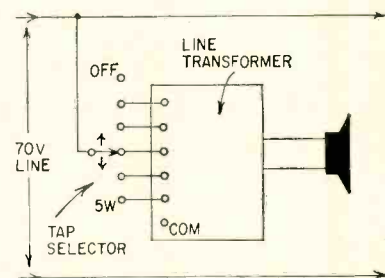 LINE
TRANSFORMER
OFF
70V
LINE
5W
COM
TAP
SELECTOR